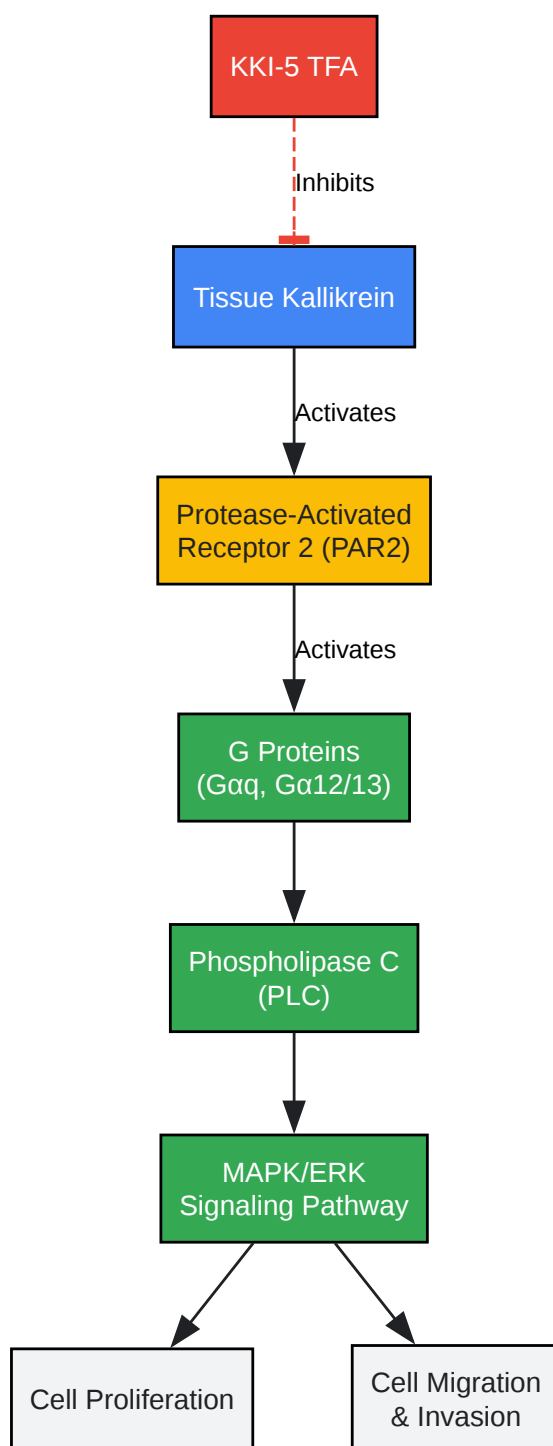 KKI-5 TFA
Inhibits
Tissue Kallikrein
Activates
Protease-Activated
Receptor 2 (PAR2)
Activates
G Proteins
(Gαq, Gα12/13)
Phospholipase C
(PLC)
MAPK/ERK
Signaling Pathway
Cell Proliferation
Cell Migration
& Invasion